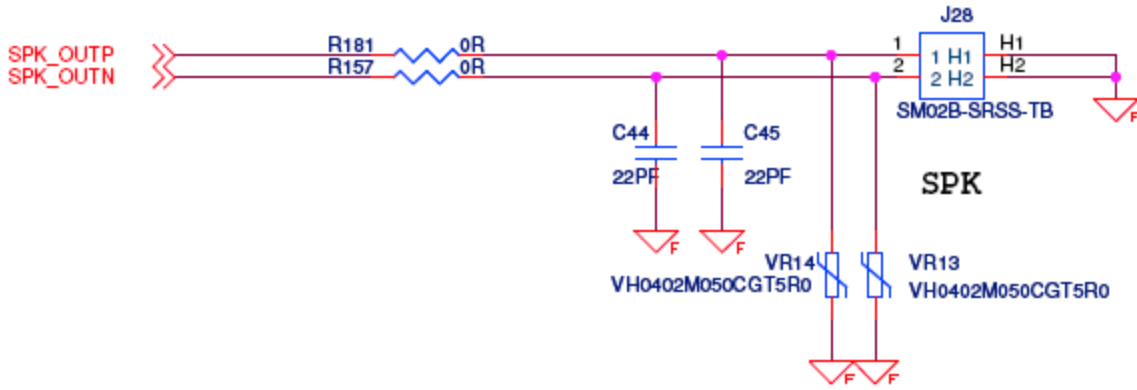 J28
SPK_OUTP R181 0R 1 1 H1 H1
SPK_OUTN R157 0R 2 2 H2 H2
F
SM02B-SRSS-TB
C44 C45
22PF 22PF
SPK
F F
VR14 VR13
VH0402M050CGT5R0 VH0402M050CGT5R0
F F